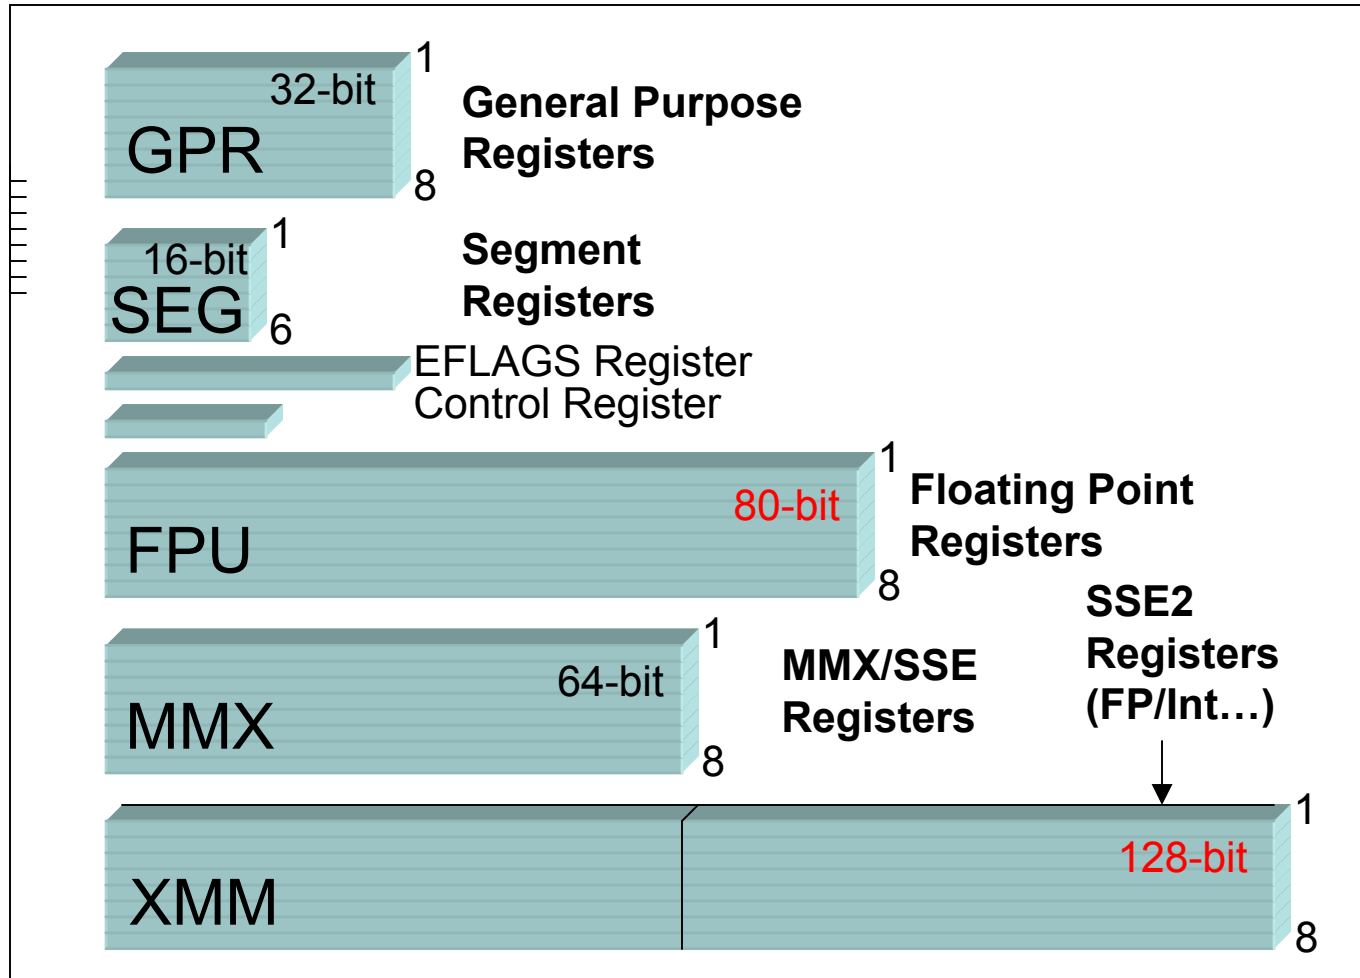 1
32-bit
GPR
8
General Purpose
Registers
1
16-bit
SEG
6
Segment
Registers
EFLAGS Register
Control Register
1
80-bit
FPU
8
Floating Point
Registers
1
64-bit
MMX
8
MMX/SSE
Registers
SSE2
Registers
(FP/Int…)
1
128-bit
XMM
8